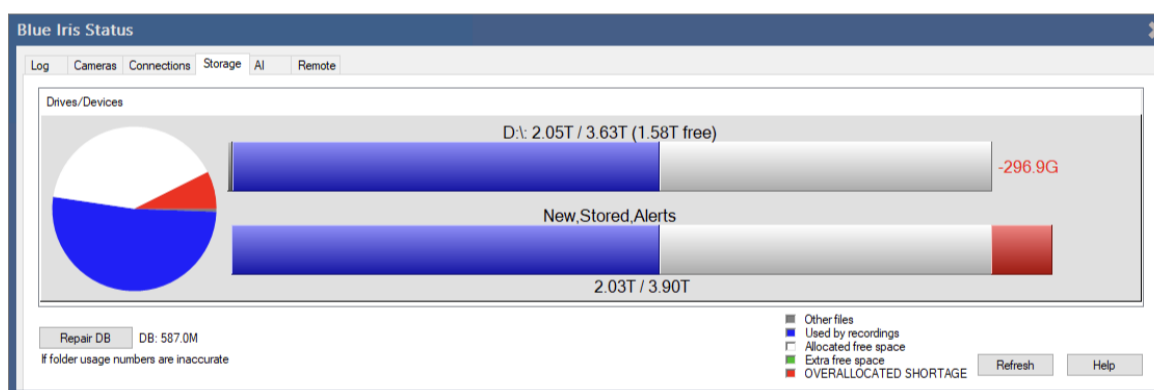 Blue Iris Status
Log Cameras Connections Storage AI Remote
Drives/Devices
D:\: 2.05T / 3.63T (1.58T free)
-296.9G
New,Stored,Alerts
2.03T / 3.90T
Repair DB DB: 587.0M
If folder usage numbers are inaccurate
Other files
Used by recordings
Allocated free space
Extra free space
OVERALLOCATED SHORTAGE
Refresh Help